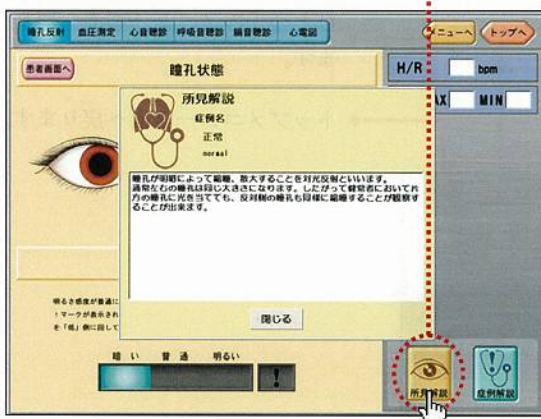 瞳孔反射 血圧測定 心音聴診 呼吸音聴診 腸音聴診 心電図
メニューへ トップへ
患者画面へ
瞳孔状態
H/R bpm
AX MIN
所見解説
症例名
正常
normal
瞳孔が明暗によって縮瞳、散大することを対光反射といいます。
通常左右の瞳孔は同じ大きさになります。したがって健常者においてれ
方の瞳孔に光を当てても、反対側の瞳孔も同様に縮瞳することが観察す
ることが出来ます。
明るさ感度が普通に
!マークが表示され
を「低」側に回して
閉じる
暗い 普通 明るい
!
所見解説
症例解説